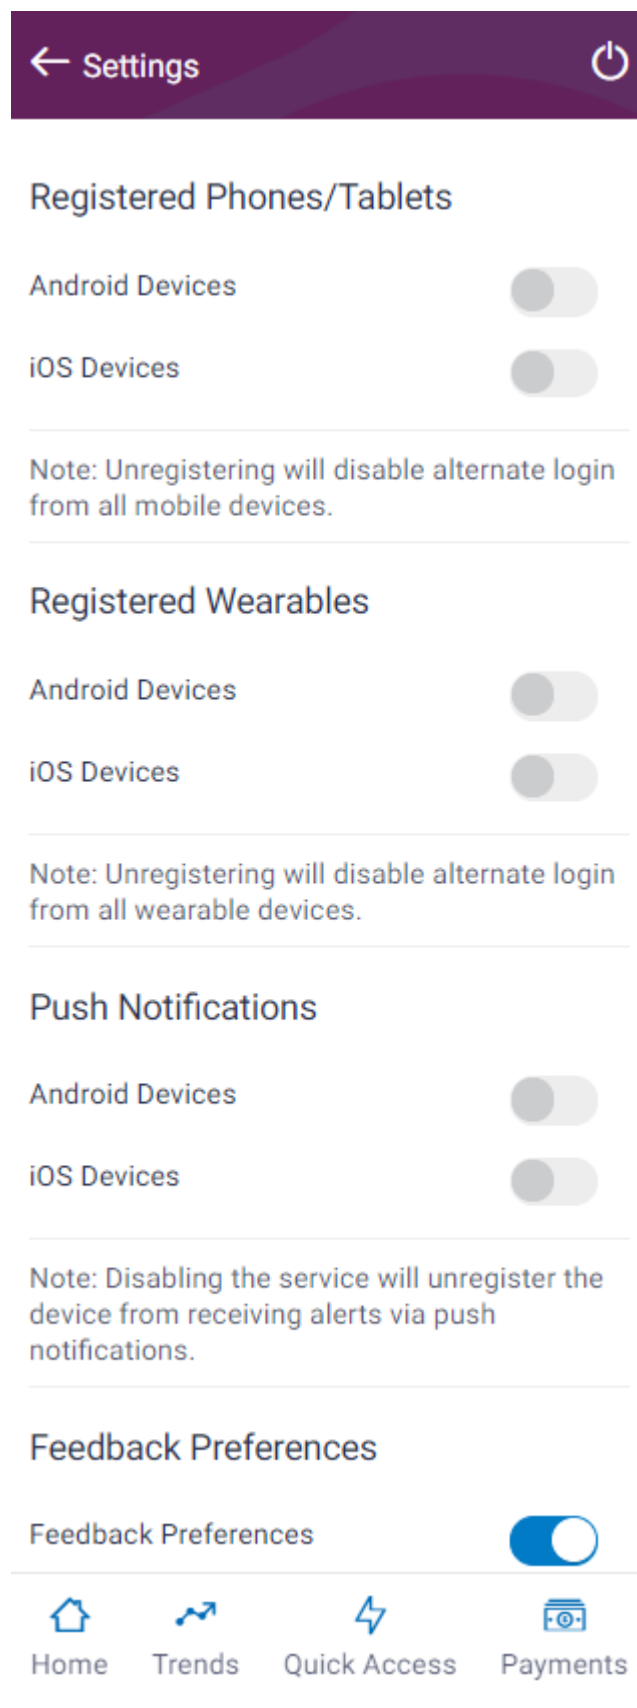 Settings
Registered Phones/Tablets
Android Devices
iOS Devices
Note: Unregistering will disable alternate login
from all mobile devices.
Registered Wearables
Android Devices
iOS Devices
Note: Unregistering will disable alternate login
from all wearable devices.
Push Notifications
Android Devices
iOS Devices
Note: Disabling the service will unregister the
device from receiving alerts via push
notifications.
Feedback Preferences
Feedback Preferences
Home Trends Quick Access Payments